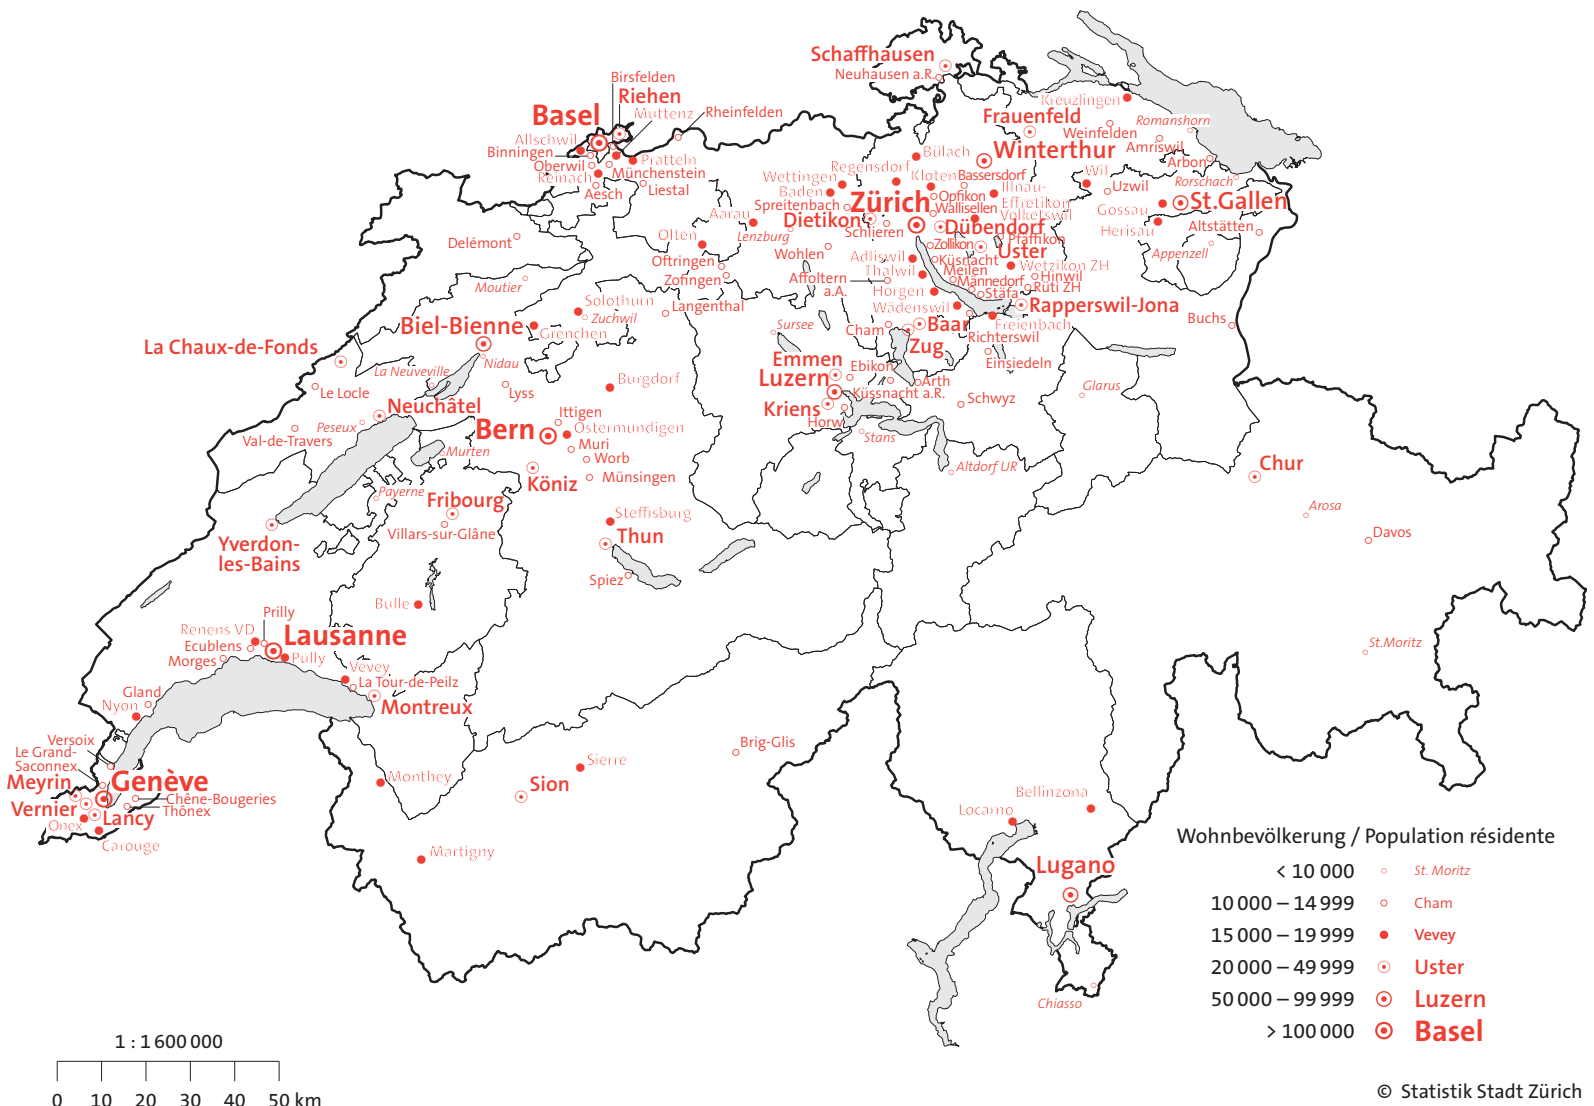 Schaffhausen
Neuhausen a.R.
Birsfelden
Riehen
Muttenz
Rheinfelden
Basel
Allschwil
Binningen
Oberwil
Reinach
Aesch
Pratteln
Münchenstein
Liestal
Kreuzlingen
Frauenfeld
Weinfelden
Romanshorn
Amriswil
Arbon
Rorschach
Winterthur
Bülach
Regensdorf
Kloten
Bassersdorf
Wettingen
Baden
Spreitenbach
Zürich
Dietikon
Schlieren
Opfikon
Wallisellen
Illnau-
Effretikon
Volketswil
Dübendorf
Pfäffikon
Zollikon
Uster
Küsnacht
Wetzikon ZH
Meilen
Hinwil
Männedorf
Rüti ZH
Stäfa
Adliswil
Thalwil
Horgen
Wädenswil
Rapperswil-Jona
Freienbach
Richterswil
Einsiedeln
Wil
Uzwil
Gossau
St.Gallen
Herisau
Altstätten
Appenzell
Buchs
Aarau
Lenzburg
Wohlen
Affoltern
a.A.
Olten
Oftringen
Zofingen
Delémont
Moutier
Solothurn
Zuchwil
Langenthal
Grenchen
Biel-Bienne
Nidau
La Chaux-de-Fonds
La Neuveville
Le Locle
Lyss
Burgdorf
Sursee
Cham
Baar
Zug
Emmen
Luzern
Ebikon
Arth
Küssnacht a.R.
Kriens
Horw
Schwyz
Glarus
Stans
Altdorf UR
Neuchâtel
Peseux
Val-de-Travers
Bern
Ittigen
Ostermundigen
Muri
Worb
Murten
Köniz
Münsingen
Payerne
Fribourg
Villars-sur-Glâne
Steffisburg
Thun
Spiez
Yverdon-
les-Bains
Bulle
Chur
Arosa
Davos
St.Moritz
Prilly
Renens VD
Lausanne
Ecublens
Morges
Pully
Vevey
La Tour-de-Peilz
Montreux
Gland
Nyon
Versoix
Le Grand-
Saconnex
Meyrin
Genève
Chêne-Bougeries
Thônex
Vernier
Lancy
Onex
Carouge
Monthey
Sierre
Sion
Brig-Glis
Martigny
Bellinzona
Locarno
Lugano
Chiasso
Wohnbevölkerung / Population résidente
< 10 000 St. Moritz
10 000 – 14 999 Cham
15 000 – 19 999 Vevey
20 000 – 49 999 Uster
50 000 – 99 999 Luzern
> 100 000 Basel
1 : 1 600 000
0 10 20 30 40 50 km
© Statistik Stadt Zürich